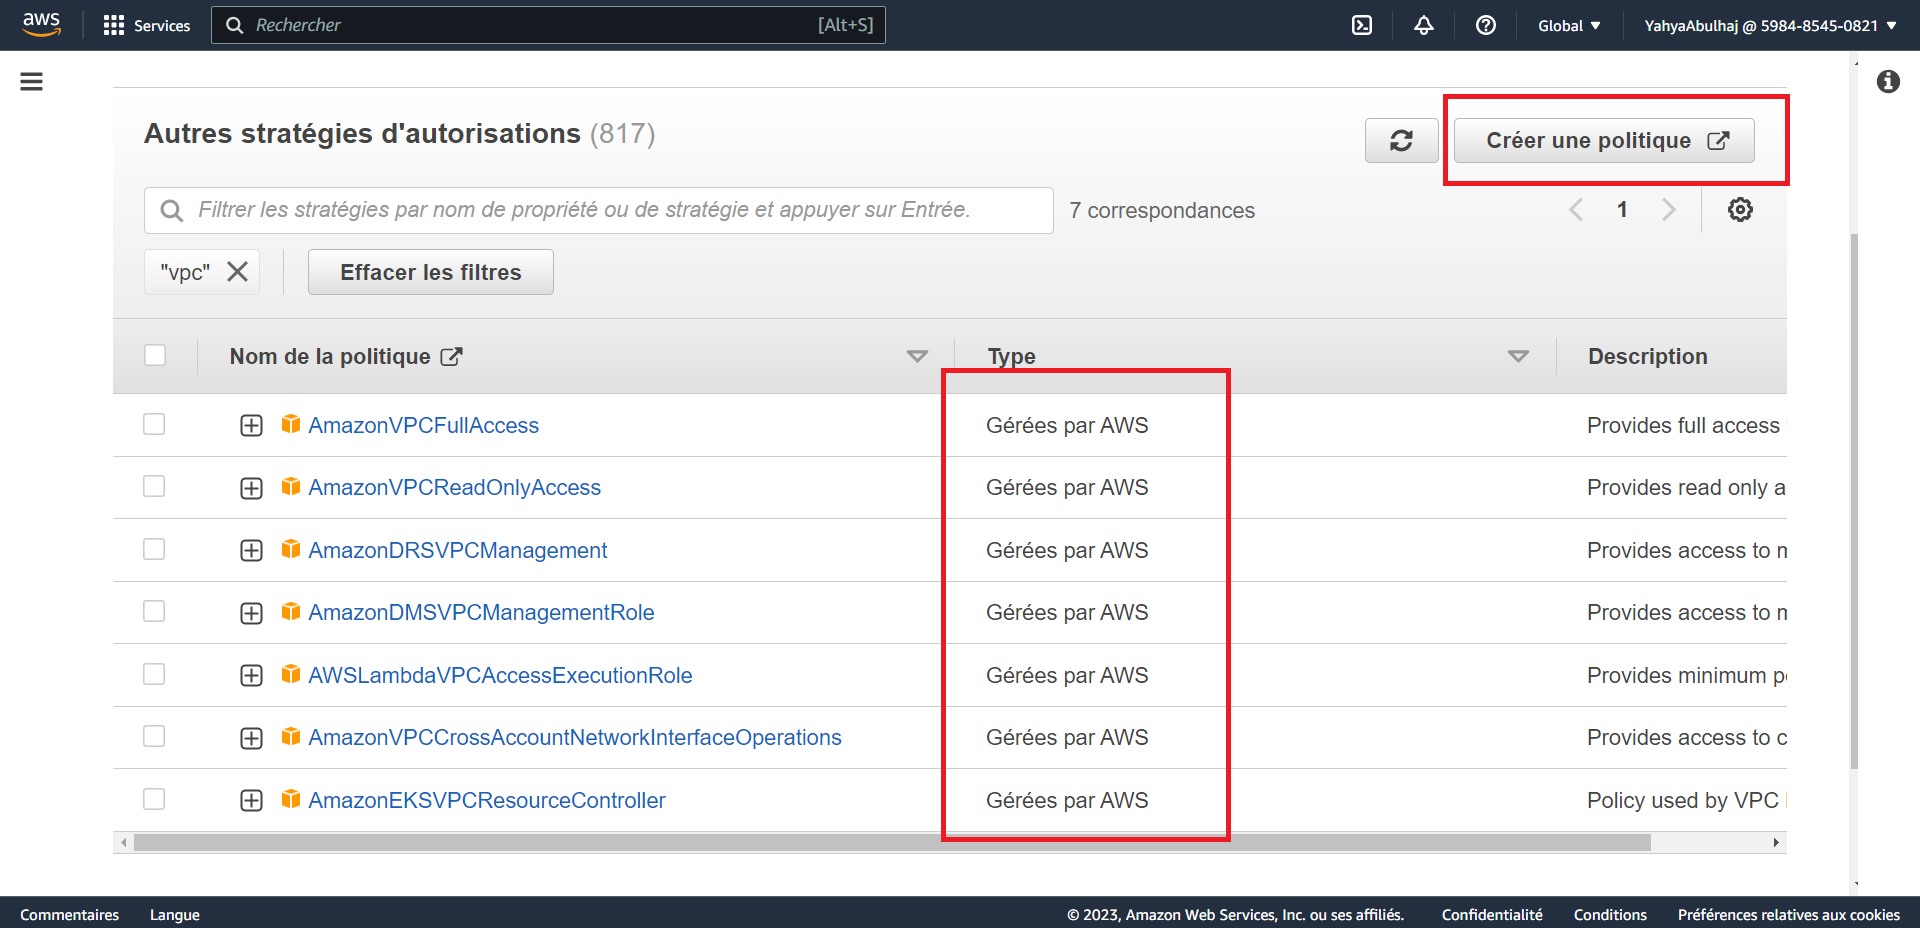 aws Services Rechercher [Alt+S] Global YahyaAbulhaj @ 5984-8545-0821
Autres stratégies d'autorisations (817) Créer une politique
Filtrer les stratégies par nom de propriété ou de stratégie et appuyer sur Entrée. 7 correspondances 1
"vpc" Effacer les filtres
Nom de la politique Type Description
AmazonVPCFullAccess Gérées par AWS Provides full access
AmazonVPCReadOnlyAccess Gérées par AWS Provides read only a
AmazonDRSVPCManagement Gérées par AWS Provides access to m
AmazonDMSVPCManagementRole Gérées par AWS Provides access to m
AWSLambdaVPCAccessExecutionRole Gérées par AWS Provides minimum pe
AmazonVPCCrossAccountNetworkInterfaceOperations Gérées par AWS Provides access to c
AmazonEKSVPCResourceController Gérées par AWS Policy used by VPC
Commentaires Langue © 2023, Amazon Web Services, Inc. ou ses affiliés. Confidentialité Conditions Préférences relatives aux cookies